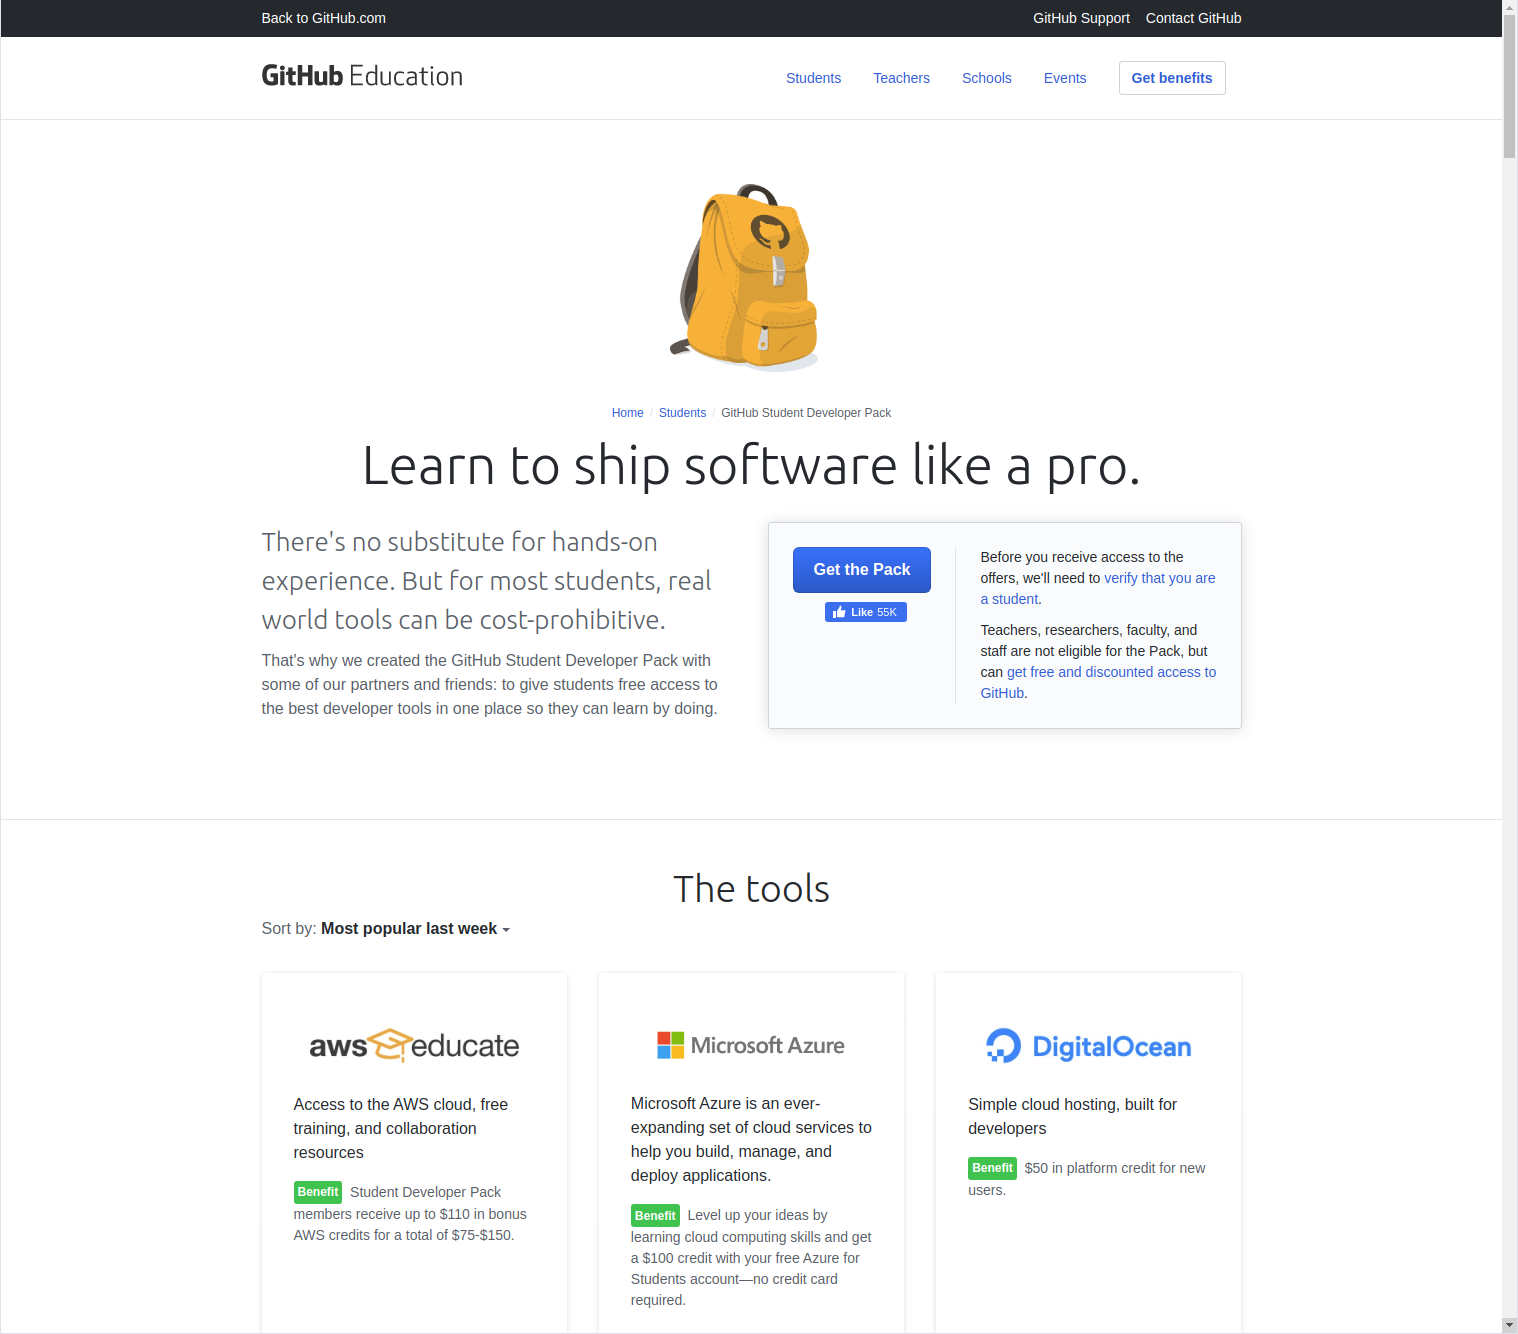 Back to GitHub.com
GitHub Support Contact GitHub
GitHub Education
Students Teachers Schools Events Get benefits
Home / Students / GitHub Student Developer Pack
Learn to ship software like a pro.
There's no substitute for hands-on
experience. But for most students, real
world tools can be cost-prohibitive.
That's why we created the GitHub Student Developer Pack with
some of our partners and friends: to give students free access to
the best developer tools in one place so they can learn by doing.
Get the Pack
Like 55K
Before you receive access to the
offers, we'll need to verify that you are
a student.
Teachers, researchers, faculty, and
staff are not eligible for the Pack, but
can get free and discounted access to
GitHub.
The tools
Sort by: Most popular last week
aws educate
Access to the AWS cloud, free
training, and collaboration
resources
Benefit Student Developer Pack
members receive up to $110 in bonus
AWS credits for a total of $75-$150.
Microsoft Azure
Microsoft Azure is an ever-
expanding set of cloud services to
help you build, manage, and
deploy applications.
Benefit Level up your ideas by
learning cloud computing skills and get
a $100 credit with your free Azure for
Students account—no credit card
required.
DigitalOcean
Simple cloud hosting, built for
developers
Benefit $50 in platform credit for new
users.